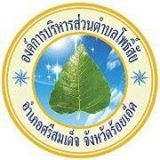 องค์การบริหารส่วนตำบลโพธิ์สัย
อำเภอศรีสมเด็จ จังหวัดร้อยเอ็ด